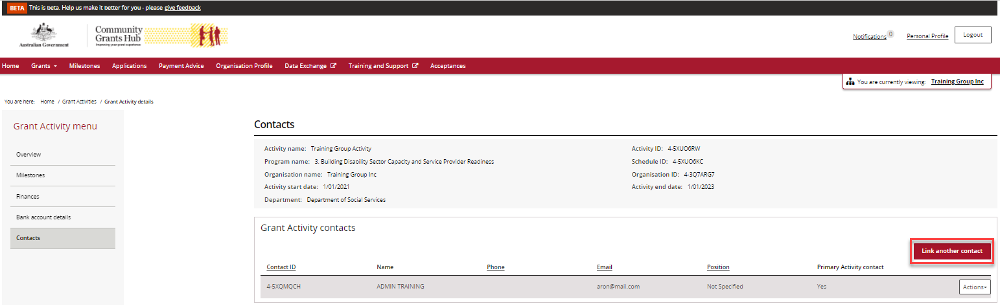 BETA This is beta. Help us make it better for you - please give feedback
Australian Government
Community
Grants Hub
Improving your grant experience
Notifications 0 Personal Profile Logout
Home Grants Milestones Applications Payment Advice Organisation Profile Data Exchange Training and Support Acceptances
You are currently viewing: Training Group Inc
You are here: Home / Grant Activities / Grant Activity details
Grant Activity menu
Overview
Milestones
Finances
Bank account details
Contacts
Contacts
Activity name: Training Group Activity Activity ID: 4-5XUO6RW
Program name: 3. Building Disability Sector Capacity and Service Provider Readiness Schedule ID: 4-5XUO6KC
Organisation name: Training Group Inc Organisation ID: 4-3Q7ARG7
Activity start date: 1/01/2021 Activity end date: 1/01/2023
Department: Department of Social Services
Grant Activity contacts
Link another contact
Contact ID Name Phone Email Position Primary Activity contact
4-5XQMQCH ADMIN TRAINING aron@mail.com Not Specified Yes Actions